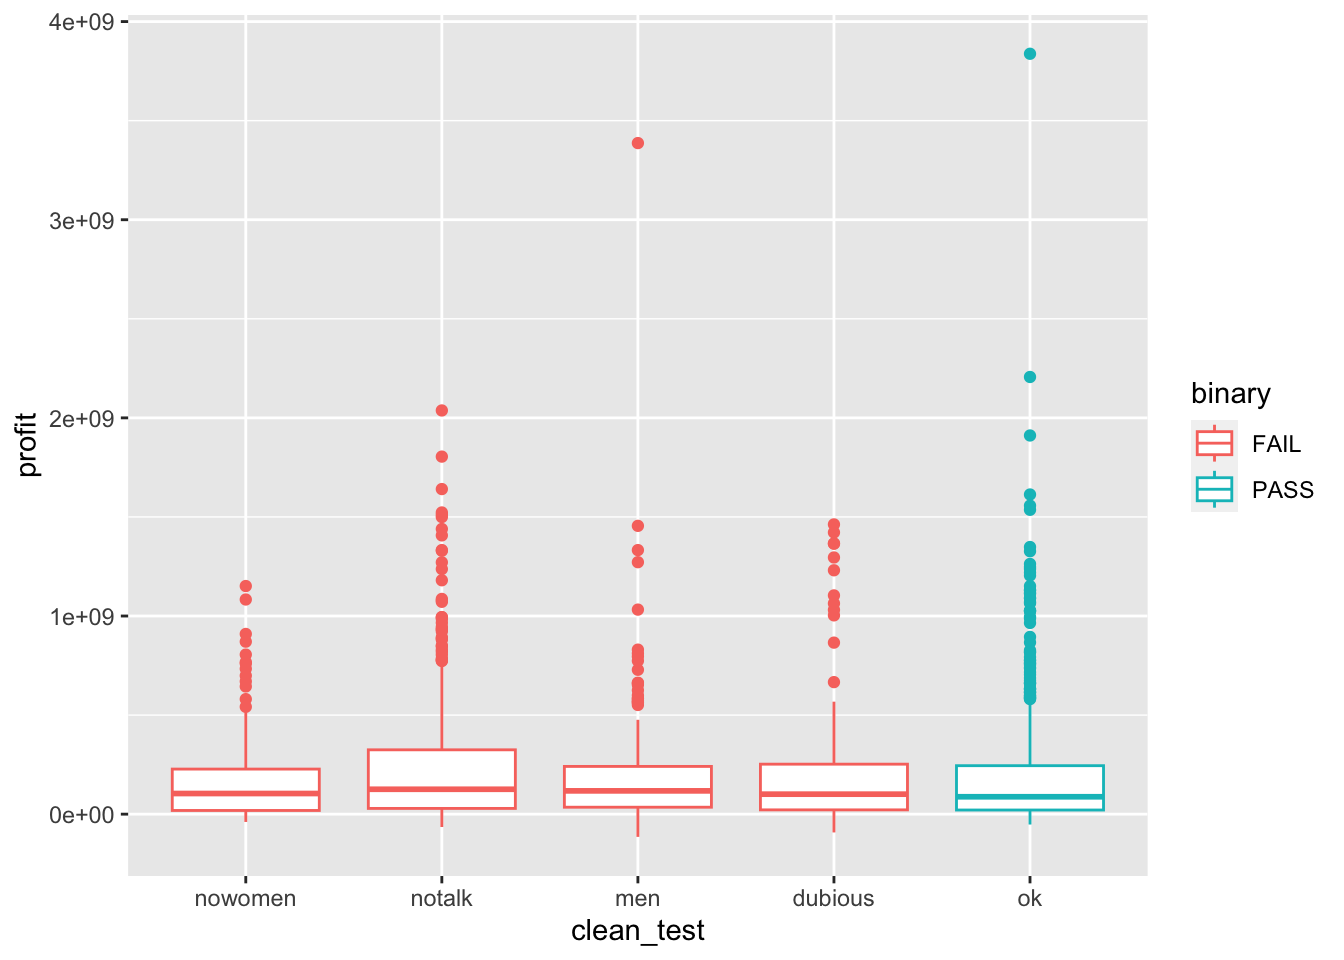 4e+09
3e+09
2e+09
1e+09
0e+00
profit
nowomen
notalk
men
dubious
ok
clean_test
binary
FAIL
PASS